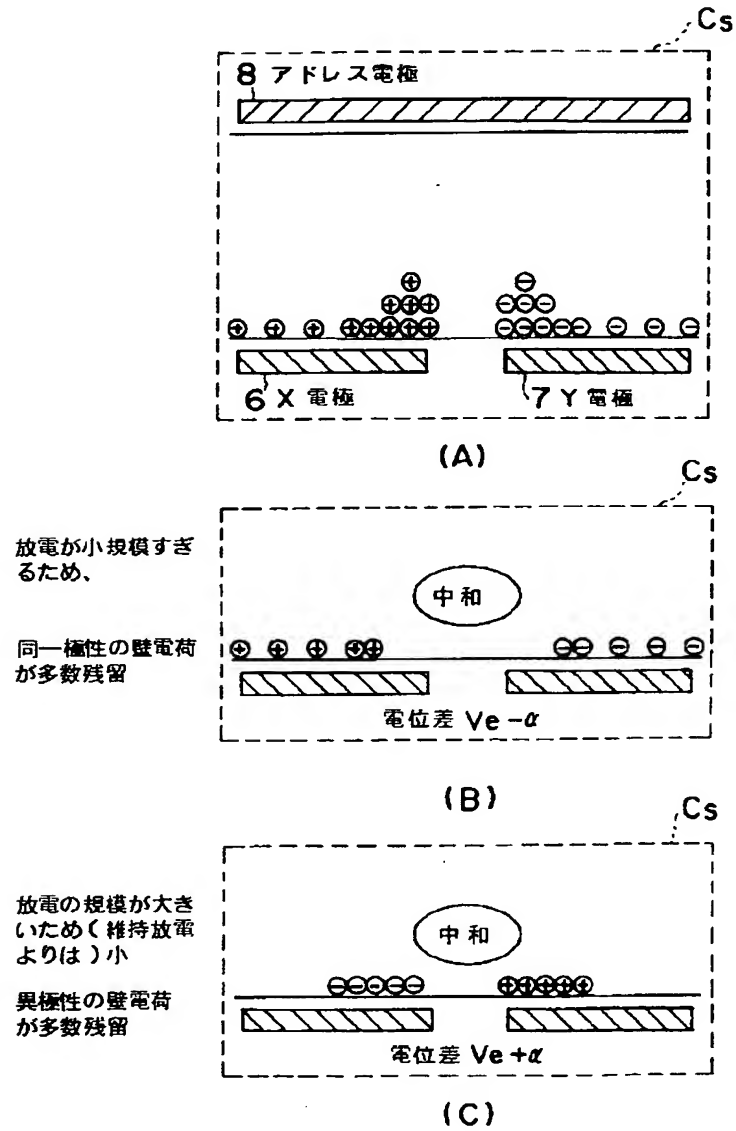 Cs
8 アドレス電極
6 X 電極
7 Y 電極
(A)
Cs
放電が小規模すぎ
るため、
中和
同一極性の壁電荷
が多数残留
電位差 Ve-α
(B)
Cs
放電の規模が大き
いため(維持放電
よりは)小
中和
異極性の壁電荷
が多数残留
電位差 Ve+α
(C)